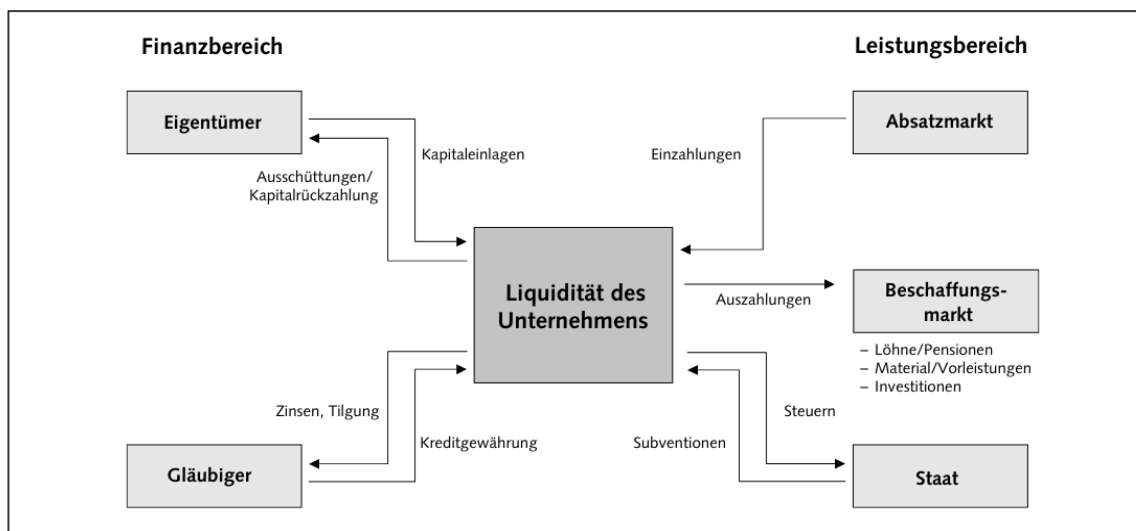 Finanzbereich
Leistungsbereich
Eigentümer
Absatzmarkt
Kapitaleinlagen
Einzahlungen
Ausschüttungen/
Kapitalrückzahlung
Liquidität des
Unternehmens
Auszahlungen
Beschaffungs-
markt
– Löhne/Pensionen
– Material/Vorleistungen
– Investitionen
Zinsen, Tilgung
Steuern
Kreditgewährung
Subventionen
Gläubiger
Staat